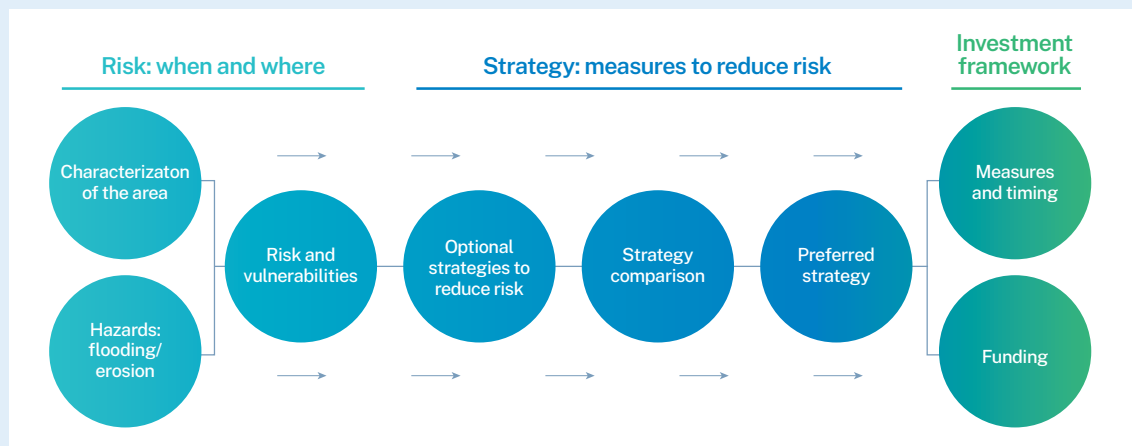 Risk: when and where
Strategy: measures to reduce risk
Investment
framework
Characterizaton
of the area
Hazards:
flooding/
erosion
Risk and
vulnerabilities
Optional
strategies to
reduce risk
Strategy
comparison
Preferred
strategy
Measures
and timing
Funding